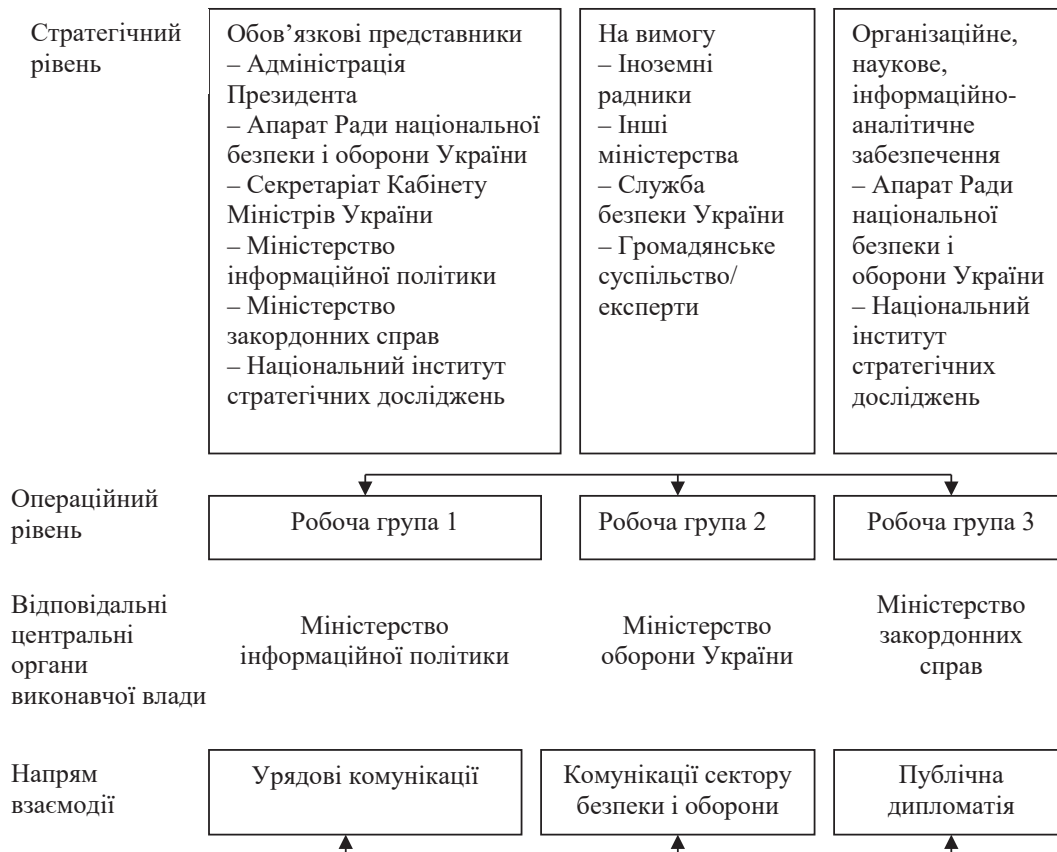 Стратегічний
рівень
Обов’язкові представники
– Адміністрація
Президента
– Апарат Ради національної
безпеки і оборони України
– Секретаріат Кабінету
Міністрів України
– Міністерство
інформаційної політики
– Міністерство
закордонних справ
– Національний інститут
стратегічних досліджень
На вимогу
– Іноземні
радники
– Інші
міністерства
– Служба
безпеки України
– Громадянське
суспільство/
експерти
Організаційне,
наукове,
інформаційно-
аналітичне
забезпечення
– Апарат Ради
національної
безпеки і
оборони України
– Національний
інститут
стратегічних
досліджень
Операційний
рівень
Робоча група 1
Робоча група 2
Робоча група 3
Відповідальні
центральні
органи
виконавчої влади
Міністерство
інформаційної політики
Міністерство
оборони України
Міністерство
закордонних
справ
Напрям
взаємодії
Урядові комунікації
Комунікації сектору
безпеки і оборони
Публічна
дипломатія